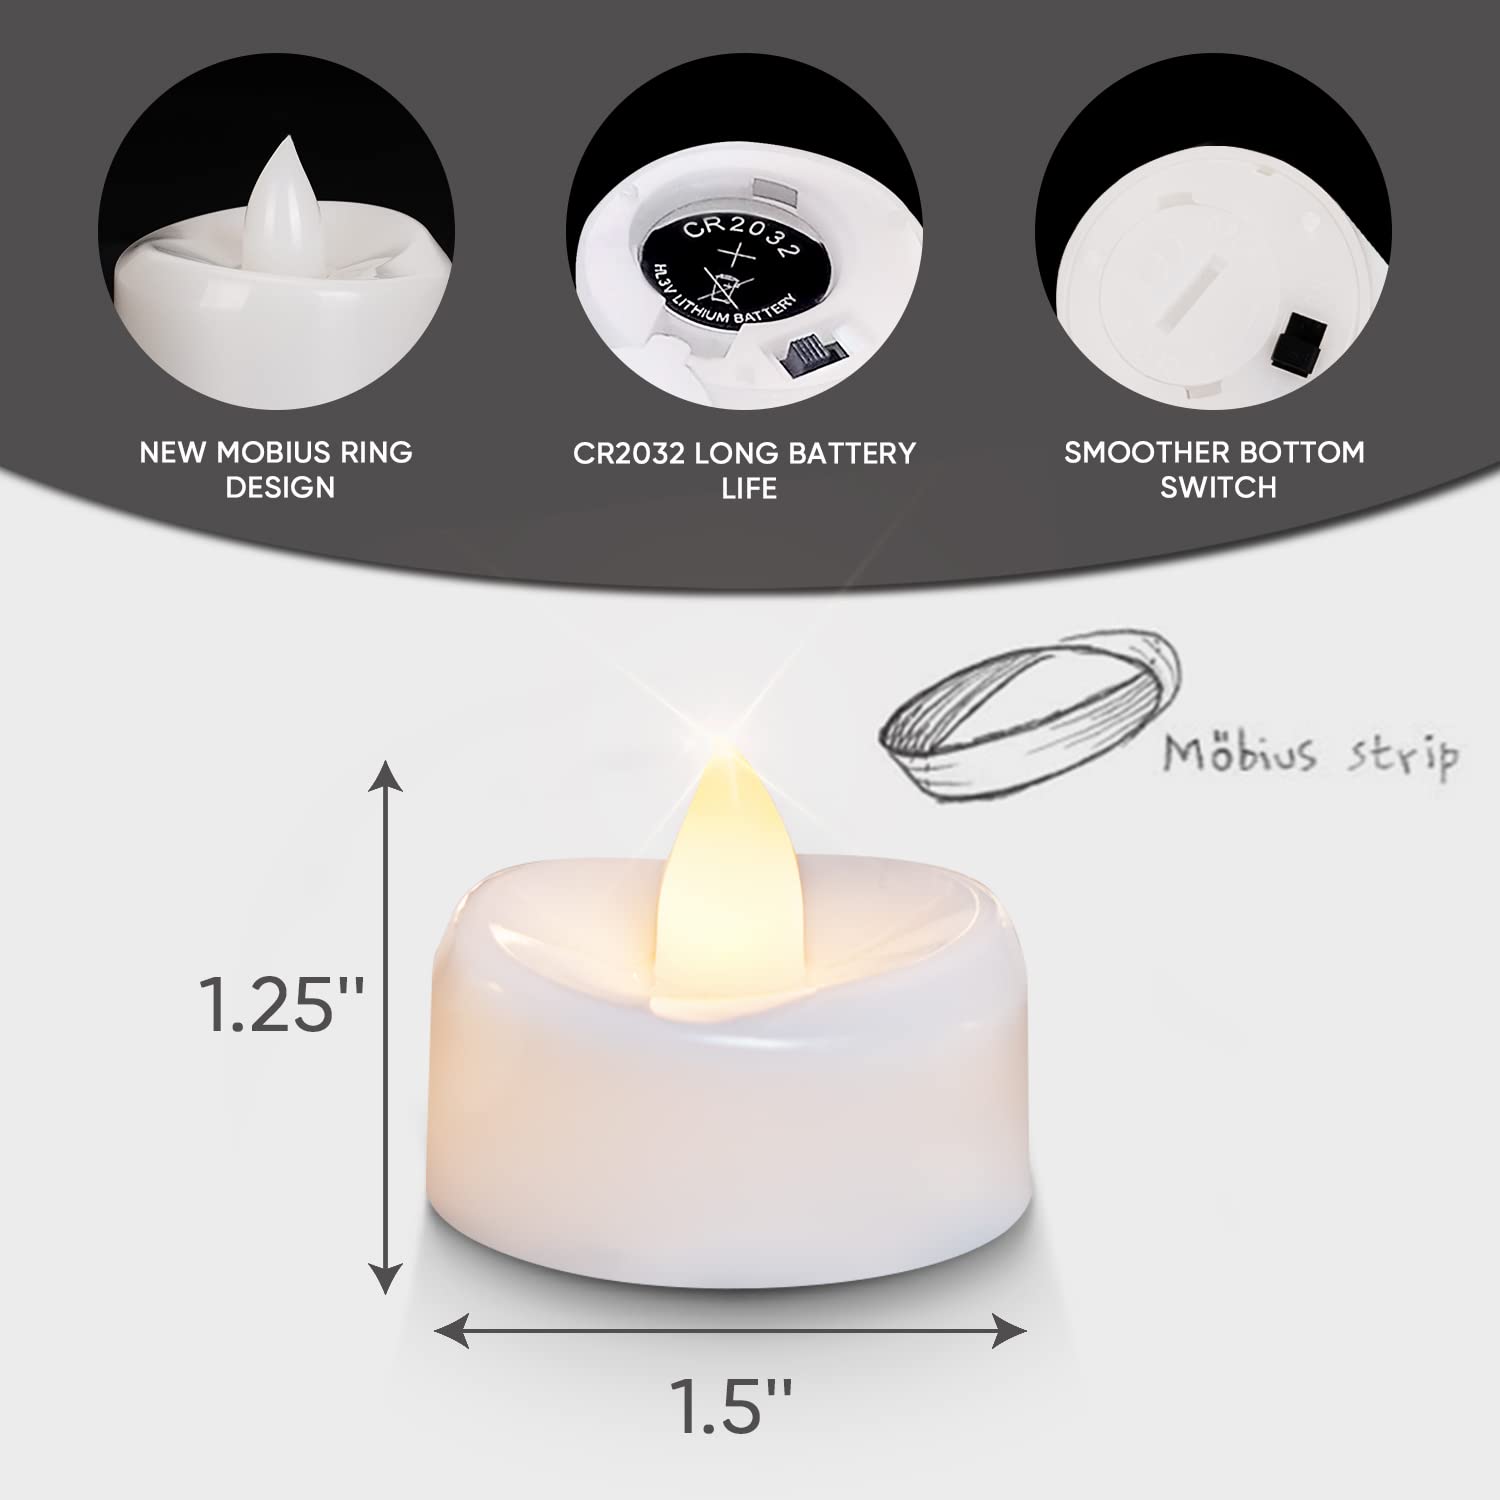 CR2032
HL3V LITHIUM BATTERY
NEW MOBIUS RING
DESIGN
CR2032 LONG BATTERY
LIFE
SMOOTHER BOTTOM
SWITCH
Möbius strip
1.25"
1.5"